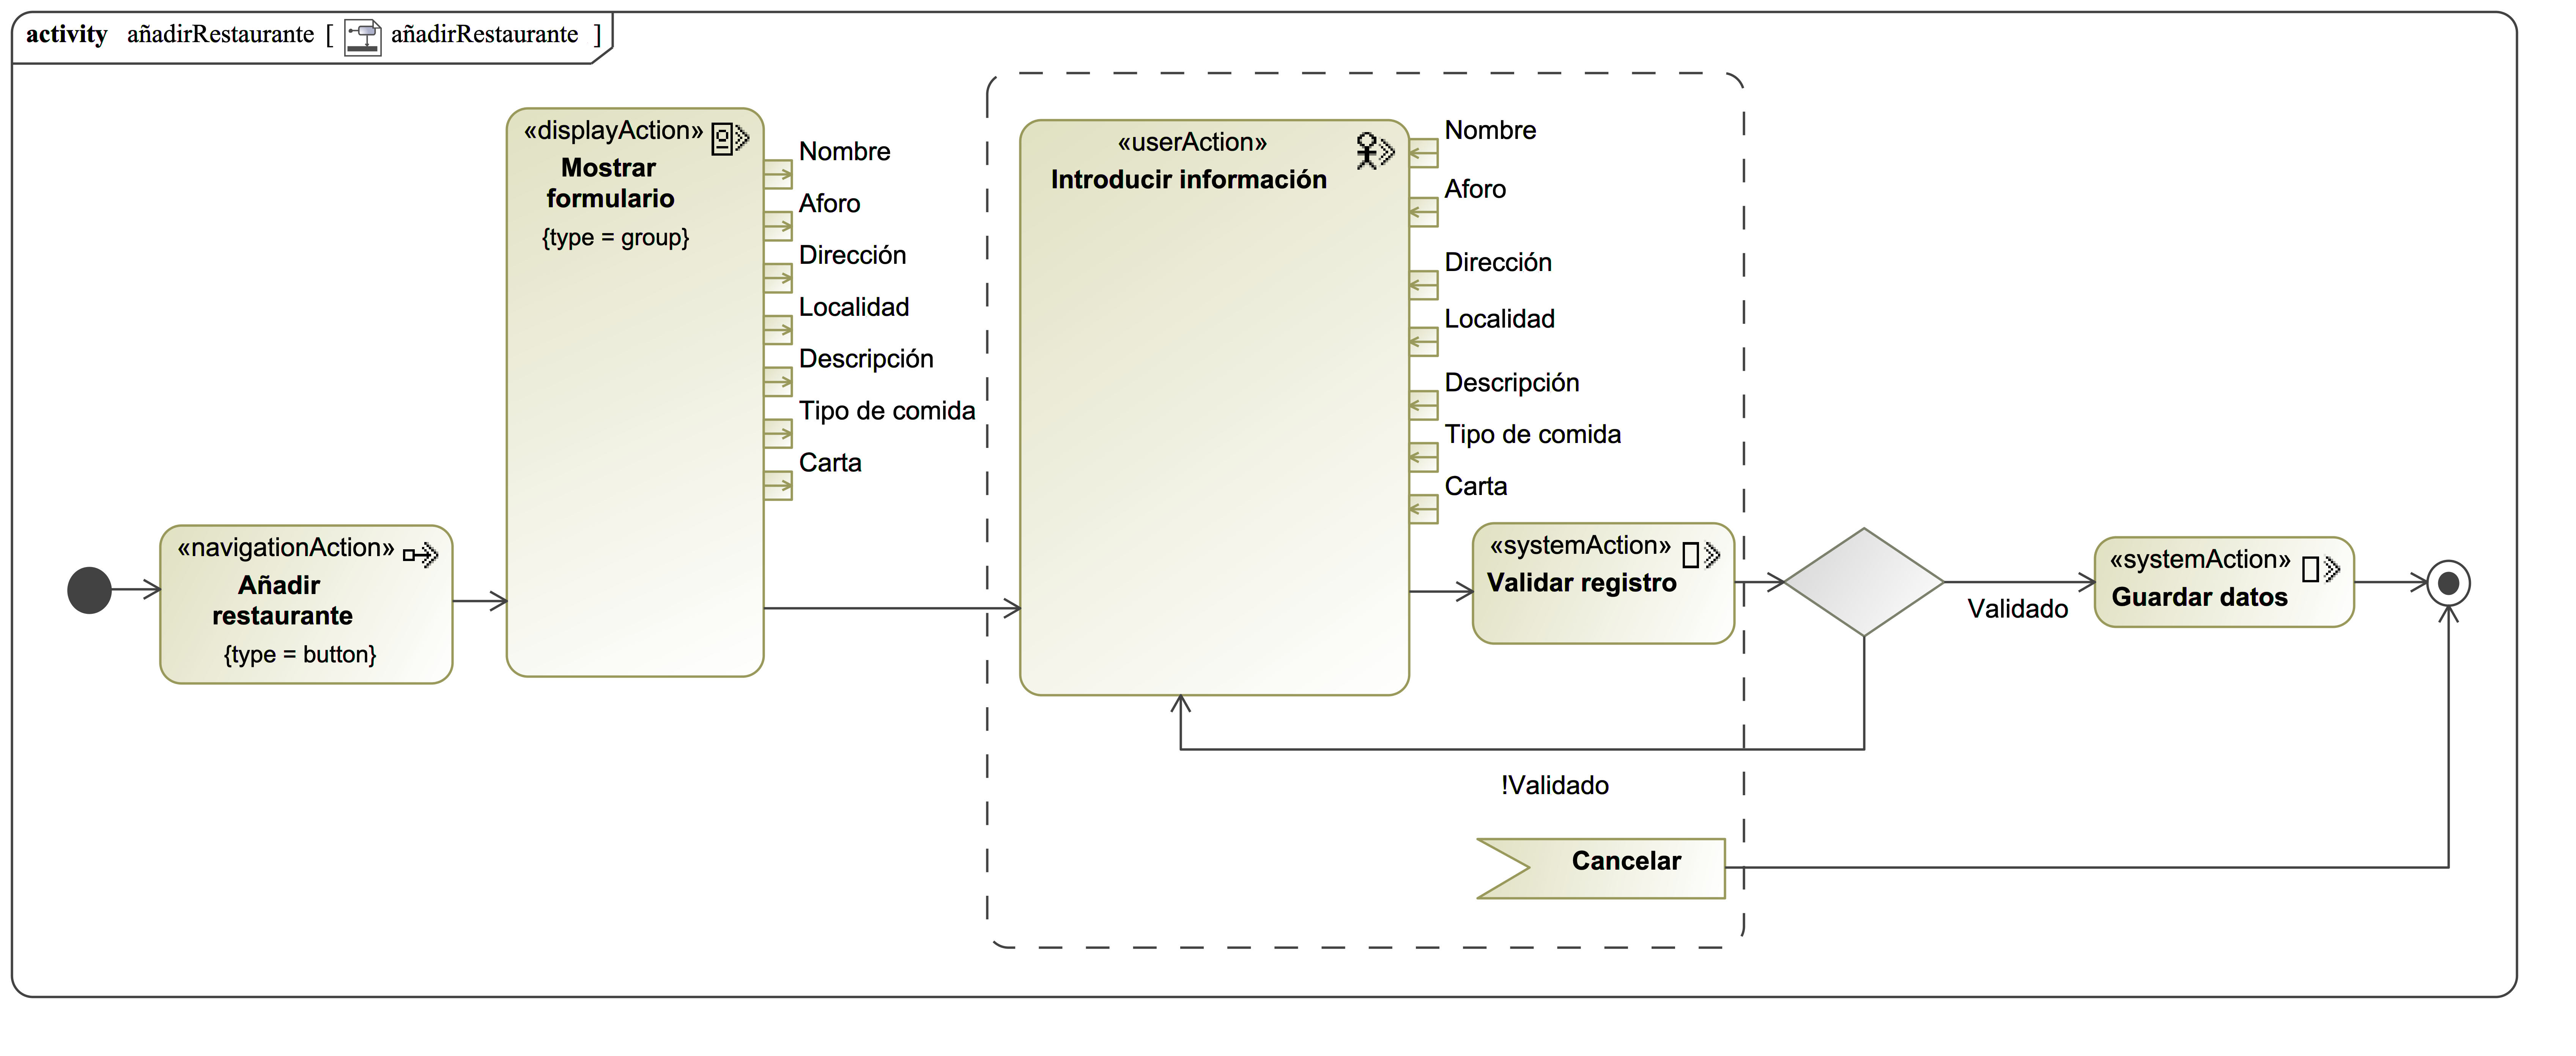 activity añadirRestaurante [ añadirRestaurante ]
«navigationAction»
Añadir
restaurante
{type = button}
«displayAction»
Mostrar
formulario
{type = group}
Nombre
Aforo
Dirección
Localidad
Descripción
Tipo de comida
Carta
«userAction»
Introducir información
Nombre
Aforo
Dirección
Localidad
Descripción
Tipo de comida
Carta
«systemAction»
Validar registro
Validado
!Validado
Cancelar
«systemAction»
Guardar datos